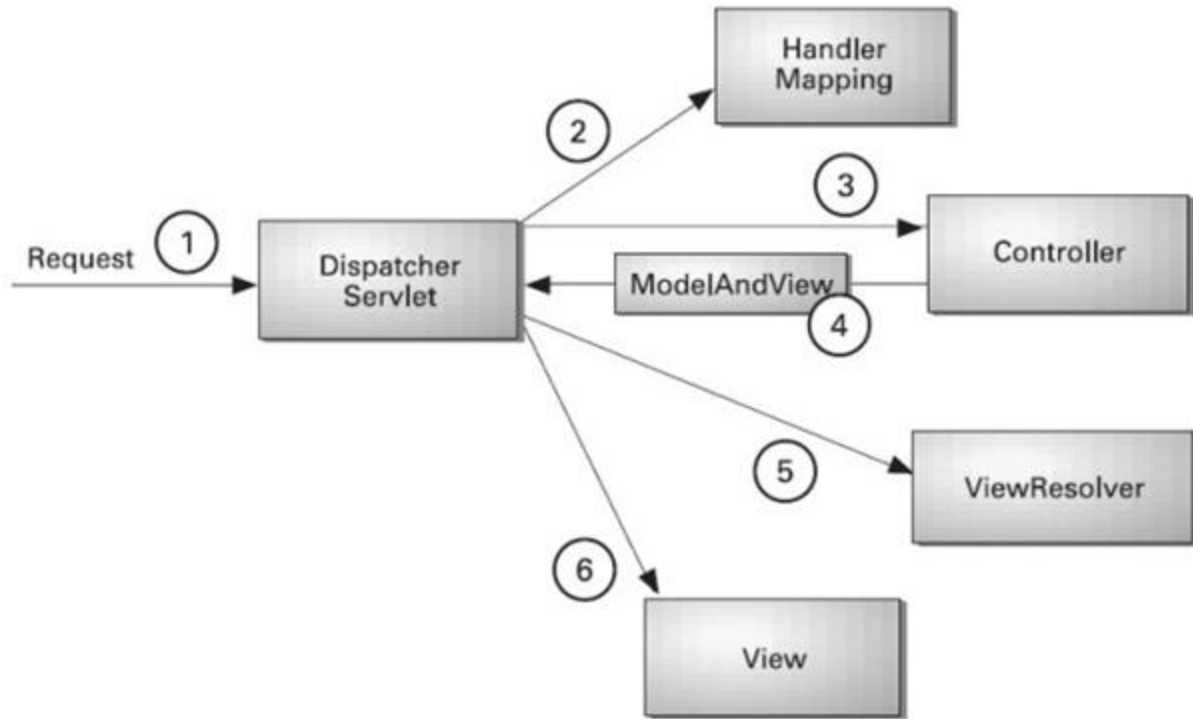 Handler
Mapping
2
3
1
Request
Dispatcher
Servlet
Controller
ModelAndView
4
5
ViewResolver
6
View